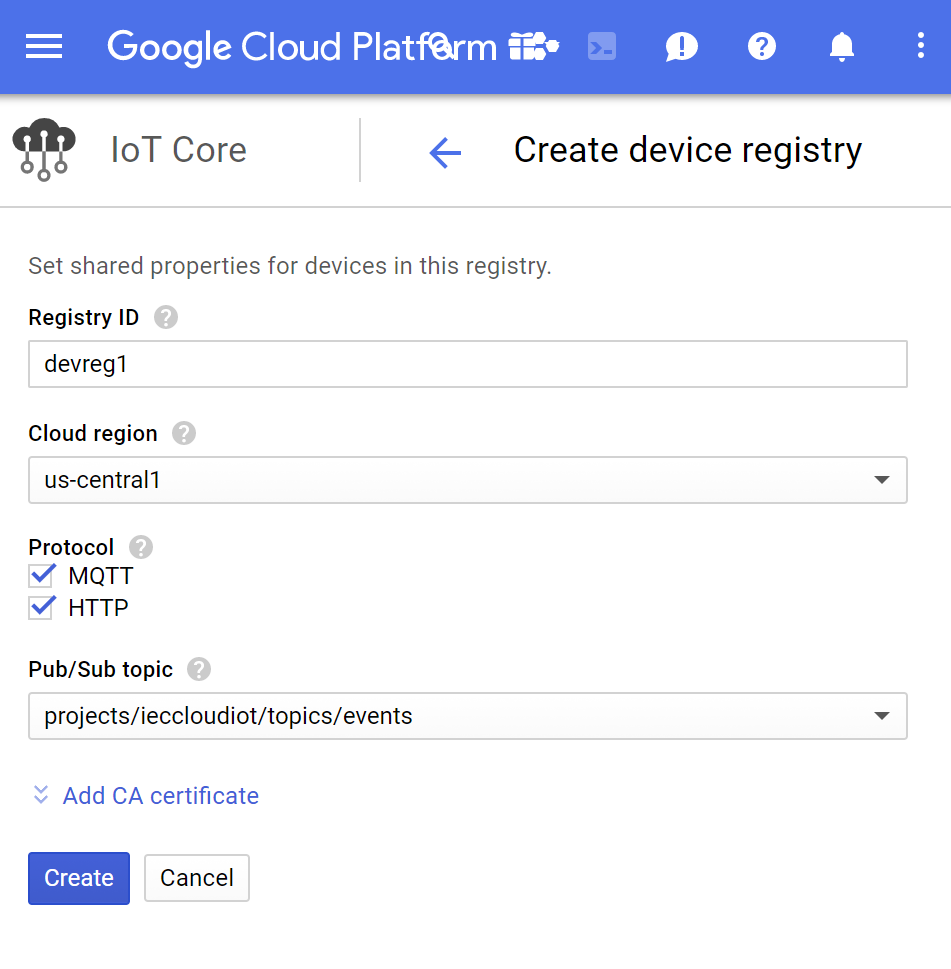 Google Cloud Platform
IoT Core
Create device registry
Set shared properties for devices in this registry.
Registry ID
devreg1
Cloud region
us-central1
Protocol
MQTT
HTTP
Pub/Sub topic
projects/ieccloudiot/topics/events
Add CA certificate
Create Cancel